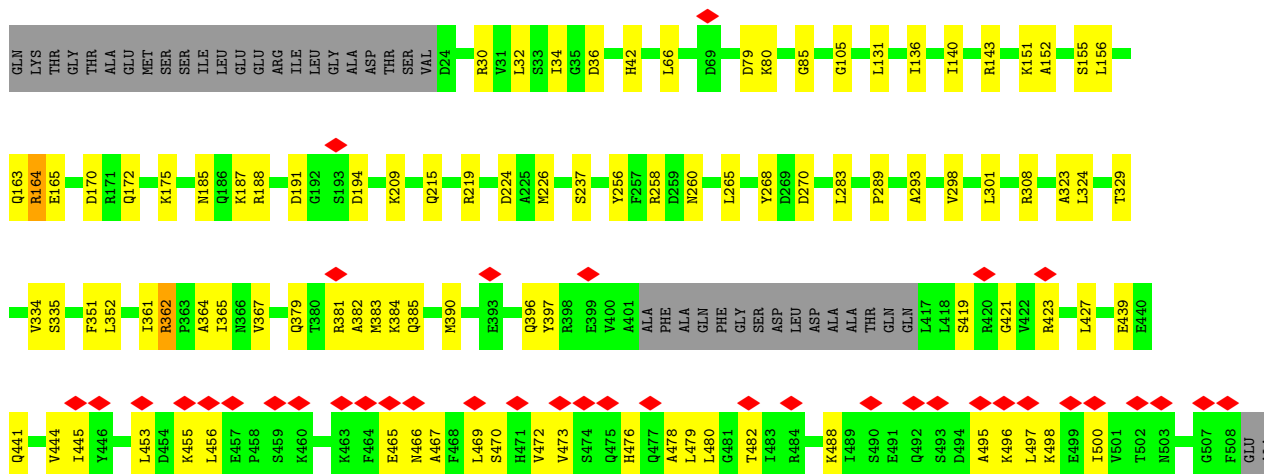 GLN LYS THR GLY THR ALA GLU MET SER SER ILE LEU GLU GLU ARG ILE LEU GLY ALA ASP THR SER VAL D24 R30 V31 L32 S33 I34 G35 D36 H42 L66 D69 D79 K80 G85 G105 L131 I136 I140 R143 K151 A152 S155 L156
Q163 R164 E165 D170 R171 Q172 K175 N185 Q186 K187 R188 D191 G192 S193 D194 K209 Q215 R219 D224 A225 M226 S237 Y256 F257 R258 D259 N260 L265 Y268 D269 D270 L283 P289 A293 V298 L301 R308 A323 L324 T329
V334 S335 F351 L352 I361 R362 P363 A364 I365 N366 V367 Q379 T380 R381 A382 M383 K384 Q385 M390 E393 Q396 Y397 R398 E399 V400 A401 ALA PHE ALA GLN PHE GLY SER ASP LEU ASP ALA ALA THR GLN GLN L417 L418 S419 R420 G421 V422 R423 L427 E439 E440
Q441 V444 I445 Y446 L453 D454 K455 L456 E457 P458 S459 K460 K463 F464 E465 N466 A467 F468 L469 S470 H471 V472 V473 S474 Q475 H476 Q477 A478 L479 L480 G481 T482 I483 R484 K488 I489 S490 E491 Q492 S493 D494 A495 K496 L497 K498 E499 I500 V501 T502 N503 G507 F508 GLU